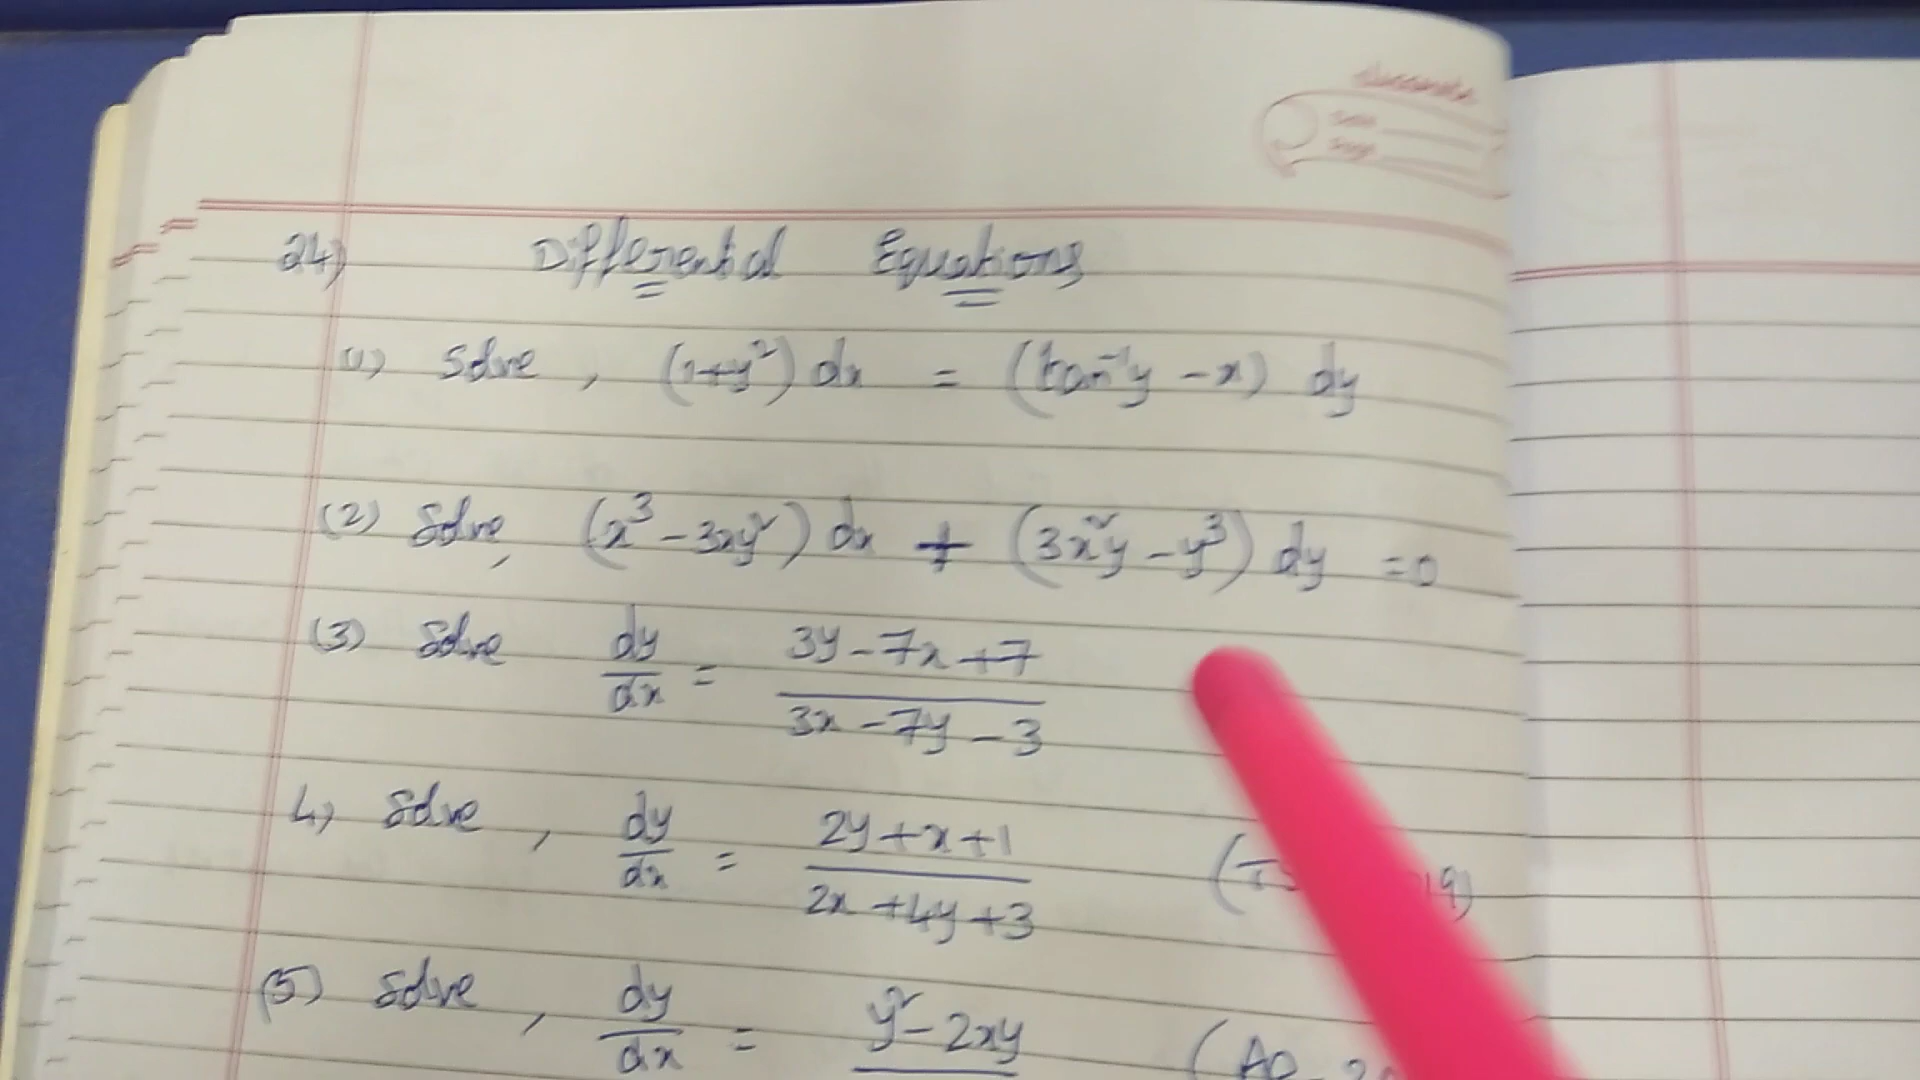 24) Differential Equations
(1) Solve, (1+y²) dx = (tan⁻¹y - x) dy
(2) Solve, (x³ - 3xy²) dx + (3x²y - y³) dy = 0
(3) Solve dy/dx = (3y - 7x + 7)/(3x - 7y - 3)
4) Solve, dy/dx = (2y + x + 1)/(2x + 4y + 3)
(5) Solve, dy/dx = y² - 2xy